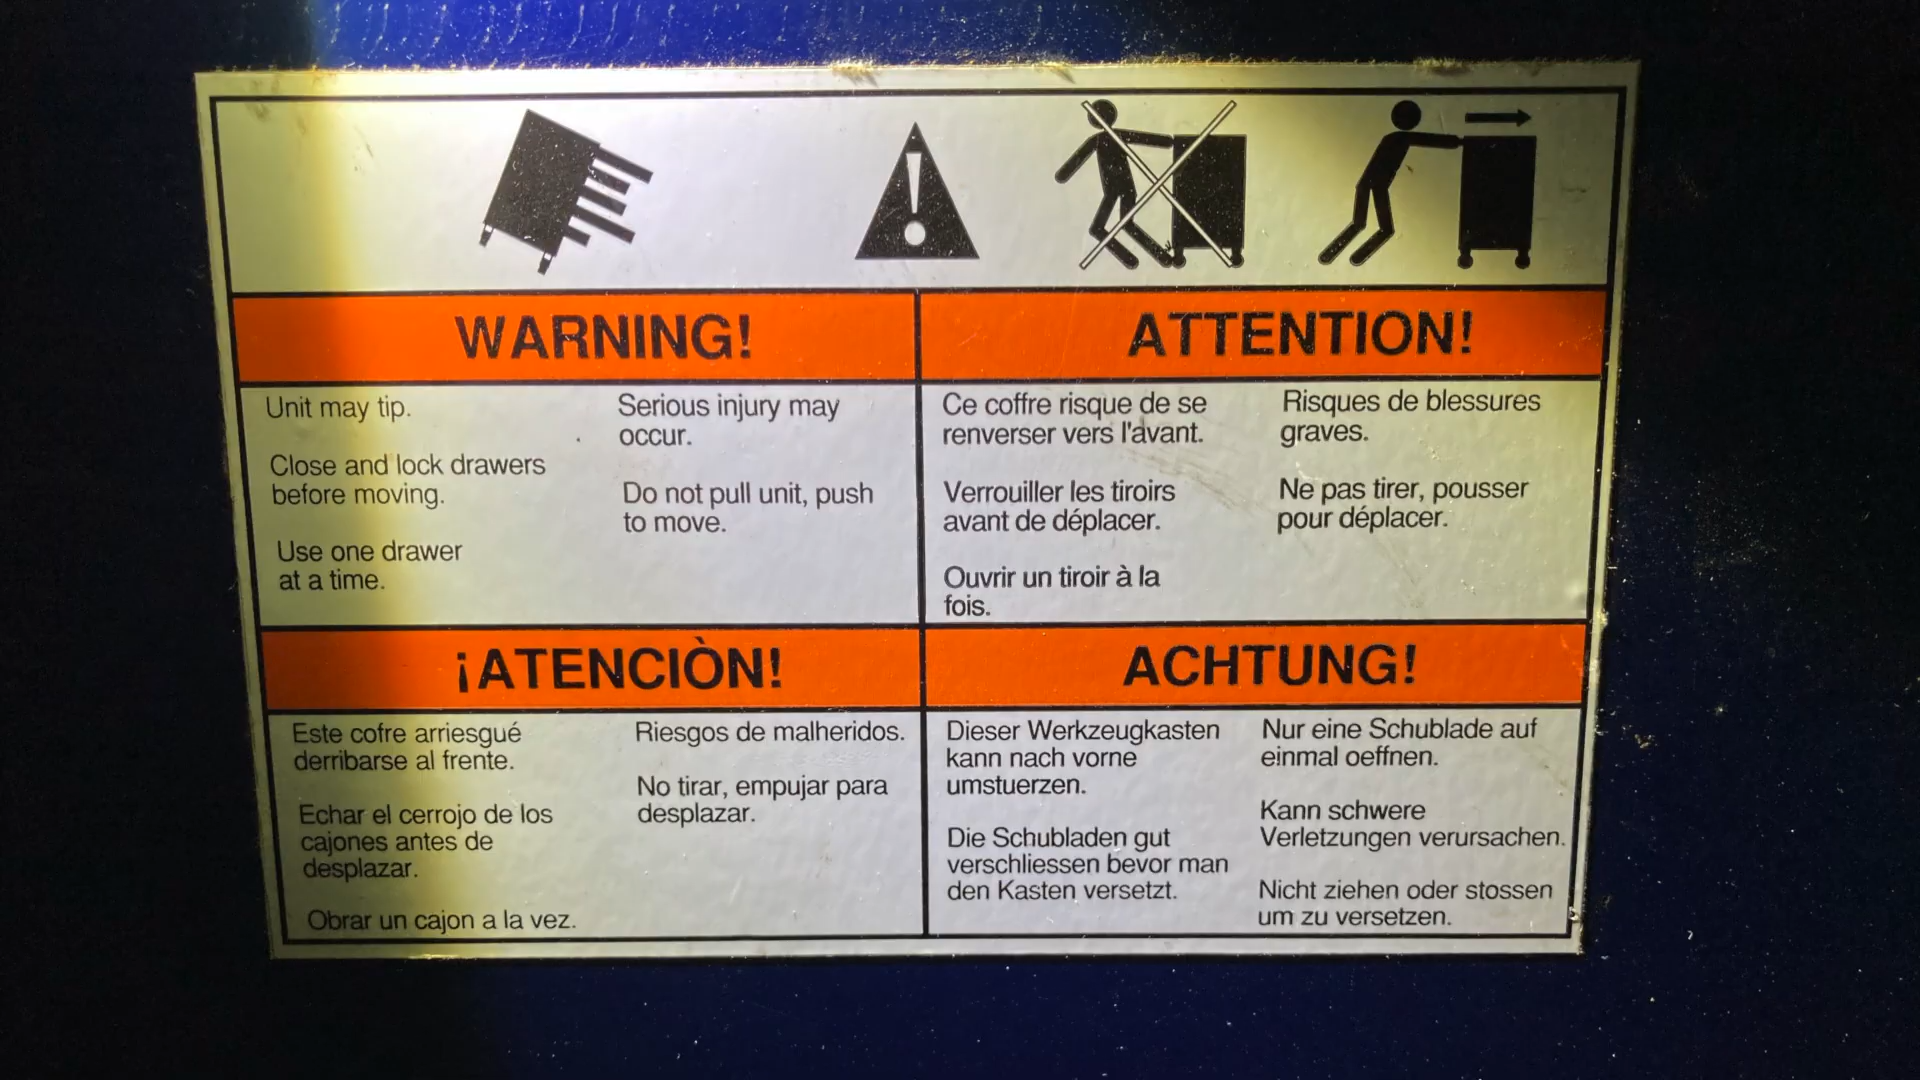 WARNING!
Unit may tip.
Close and lock drawers
before moving.
Use one drawer
at a time.
Serious injury may
occur.
Do not pull unit, push
to move.
ATTENTION!
Ce coffre risque de se
renverser vers l'avant.
Verrouiller les tiroirs
avant de déplacer.
Ouvrir un tiroir à la
fois.
Risques de blessures
graves.
Ne pas tirer, pousser
pour déplacer.
¡ATENCIÒN!
Este cofre arriesgué
derribarse al frente.
Echar el cerrojo de los
cajones antes de
desplazar.
Obrar un cajon a la vez.
Riesgos de malheridos.
No tirar, empujar para
desplazar.
ACHTUNG!
Dieser Werkzeugkasten
kann nach vorne
umstuerzen.
Die Schubladen gut
verschliessen bevor man
den Kasten versetzt.
Nur eine Schublade auf
einmal oeffnen.
Kann schwere
Verletzungen verursachen.
Nicht ziehen oder stossen
um zu versetzen.